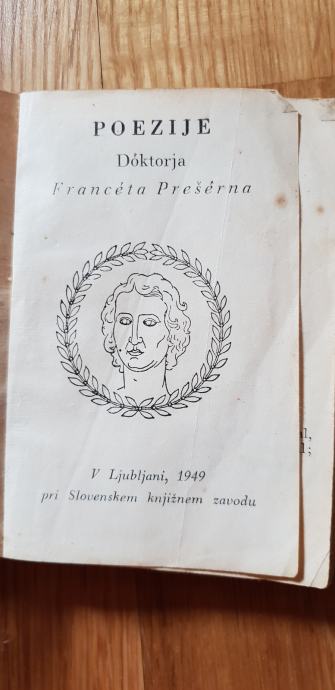 POEZIJE
Dóktorja
Francéta Prešérna
V Ljubljani, 1949
pri Slovenskem knjižnem zavodu